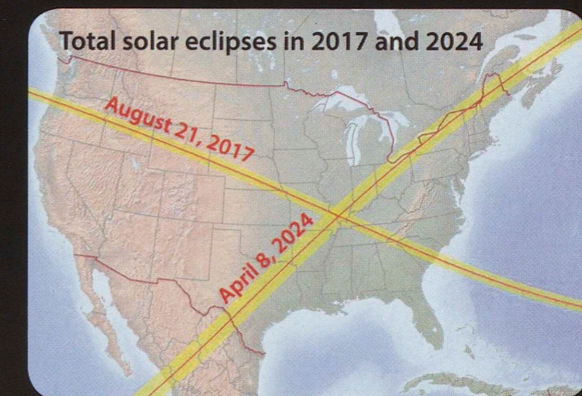 Total solar eclipses in 2017 and 2024
August 21, 2017
April 8, 2024